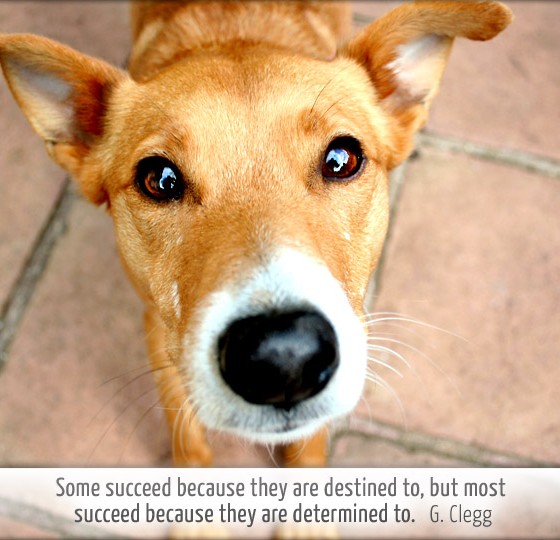 Some succeed because they are destined to, but most
succeed because they are determined to. G. Clegg